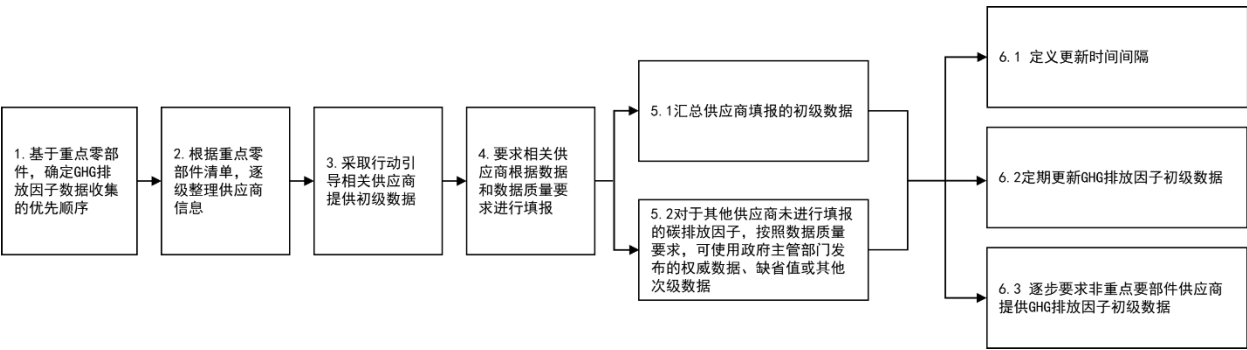 1.基于重点零部
件，确定GHG排
放因子数据收集
的优先顺序
2.根据重点零
部件清单，逐
级整理供应商
信息
3.采取行动引
导相关供应商
提供初级数据
4.要求相关供
应商根据数据
和数据质量要
求进行填报
5.1汇总供应商填报的初级数据
5.2对于其他供应商未进行填报
的碳排放因子，按照数据质量
要求，可使用政府主管部门发
布的权威数据、缺省值或其他
次级数据
6.1 定义更新时间间隔
6.2定期更新GHG排放因子初级数据
6.3 逐步要求非重点要部件供应商
提供GHG排放因子初级数据